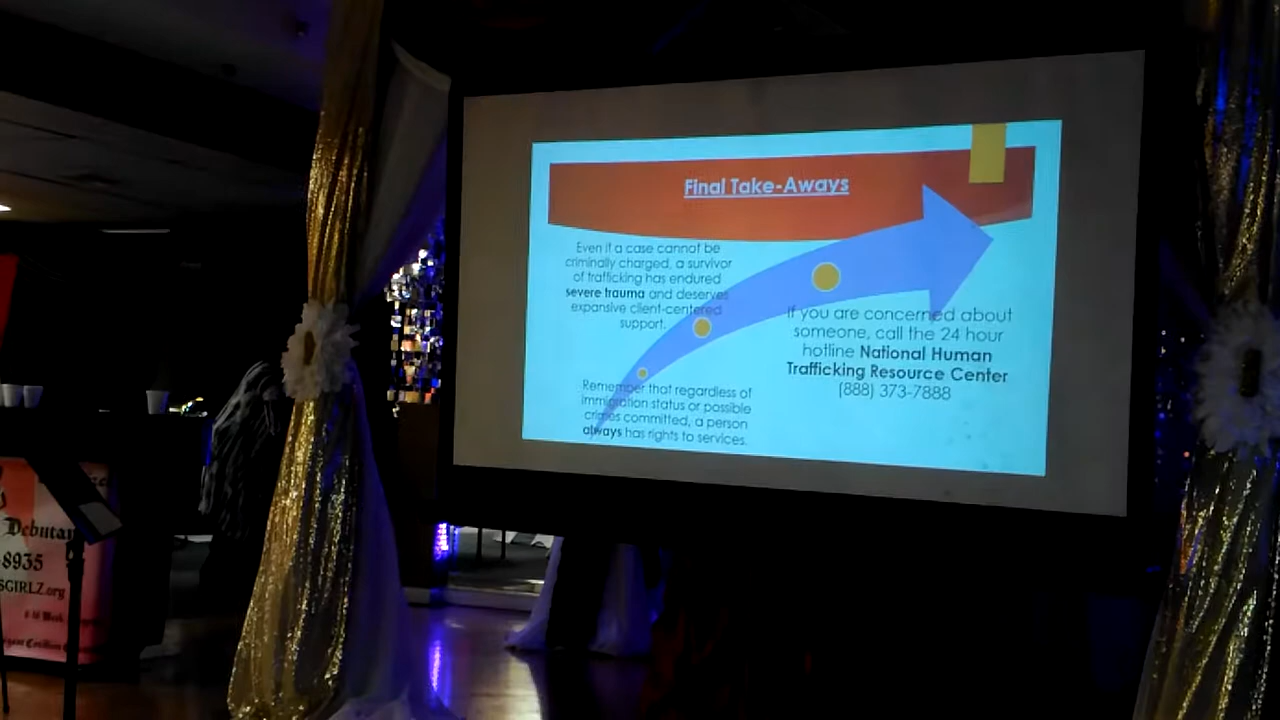 Final Take-Aways
Even if a case cannot be
criminally charged, a survivor
of trafficking has endured
severe trauma and deserves
expansive client-centered
support.
Remember that regardless of
immigration status or possible
crimes committed, a person
always has rights to services.
If you are concerned about
someone, call the 24 hour
hotline National Human
Trafficking Resource Center
(888) 373-7888
Debutan
-8935
SGIRLZ.org